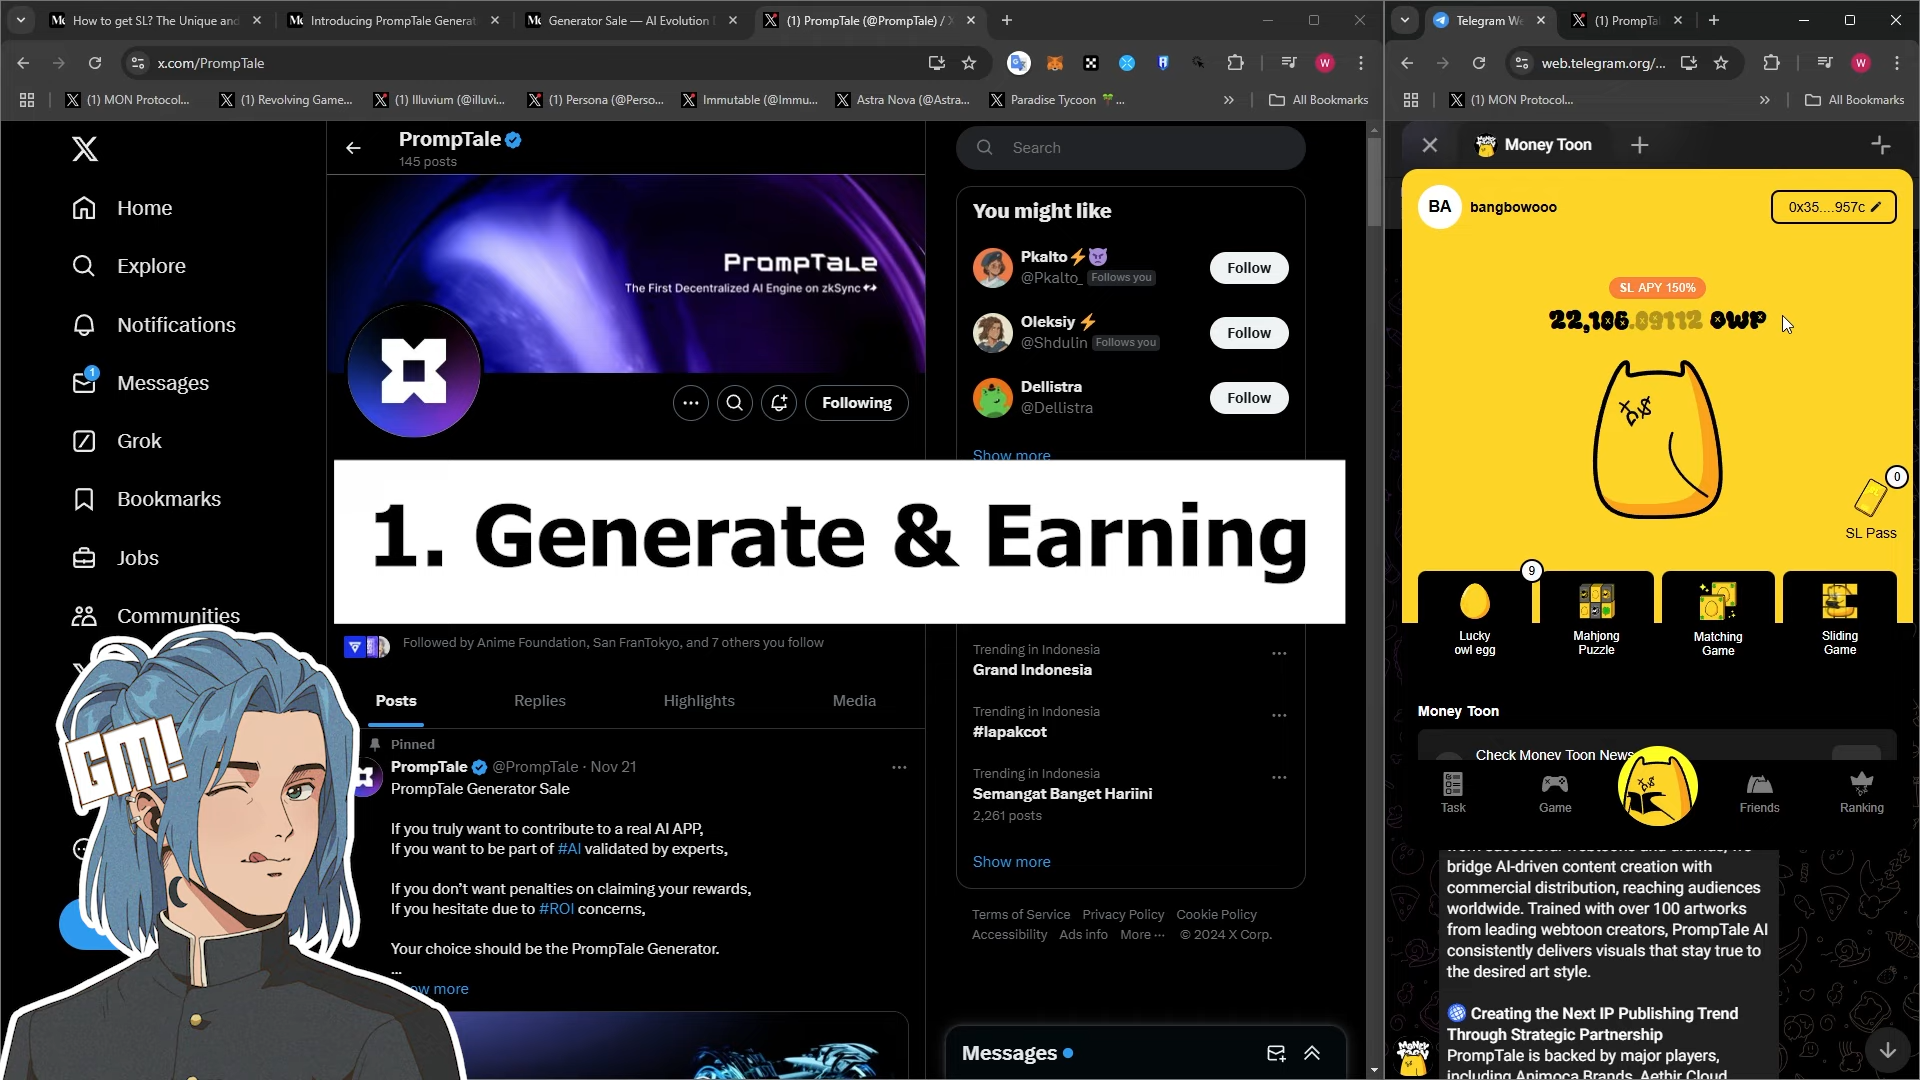 How to get SL? The Unique and
Introducing PrompTale Generat
Generator Sale — AI Evolution
(1) PrompTale (@PrompTale) / X
x.com/PrompTale
(1) MON Protocol...
(1) Revolving Game...
(1) Illuvium (@illuvi...
(1) Persona (@Perso...
Immutable (@Immu...
Astra Nova (@Astra...
Paradise Tycoon
All Bookmarks
PrompTale
145 posts
Home
Explore
Notifications
1
Messages
Grok
Bookmarks
Jobs
Communities
PrompTale
The First Decentralized AI Engine on zkSync
Following
1. Generate & Earning
Followed by Anime Foundation, San FranTokyo, and 7 others you follow
Posts
Replies
Highlights
Media
Pinned
PrompTale @PrompTale · Nov 21
PrompTale Generator Sale
If you truly want to contribute to a real AI APP,
If you want to be part of #AI validated by experts,
If you don't want penalties on claiming your rewards,
If you hesitate due to #ROI concerns,
Your choice should be the PrompTale Generator.
...
more
GM!
Search
You might like
Pkalto
@Pkalto_ Follows you
Follow
Oleksiy
@Shdulin Follows you
Follow
Dellistra
@Dellistra
Follow
Show more
Trending in Indonesia
Grand Indonesia
Trending in Indonesia
#lapakcot
Trending in Indonesia
Semangat Banget Hariini
2,261 posts
Show more
Terms of Service Privacy Policy Cookie Policy
Accessibility Ads info More ··· © 2024 X Corp.
Messages
Telegram We
(1) PrompTal
web.telegram.org/...
(1) MON Protocol...
All Bookmarks
Money Toon
BA
bangbowooo
0x35....957c
SL APY 150%
22,106.09112 OWP
0
SL Pass
9
Lucky
owl egg
Mahjong
Puzzle
Matching
Game
Sliding
Game
Money Toon
Check Money Toon News
Task
Game
Friends
Ranking
bridge AI-driven content creation with
commercial distribution, reaching audiences
worldwide. Trained with over 100 artworks
from leading webtoon creators, PrompTale AI
consistently delivers visuals that stay true to
the desired art style.
Creating the Next IP Publishing Trend
Through Strategic Partnership
PrompTale is backed by major players,
including Animoca Brands, Aethir Cloud